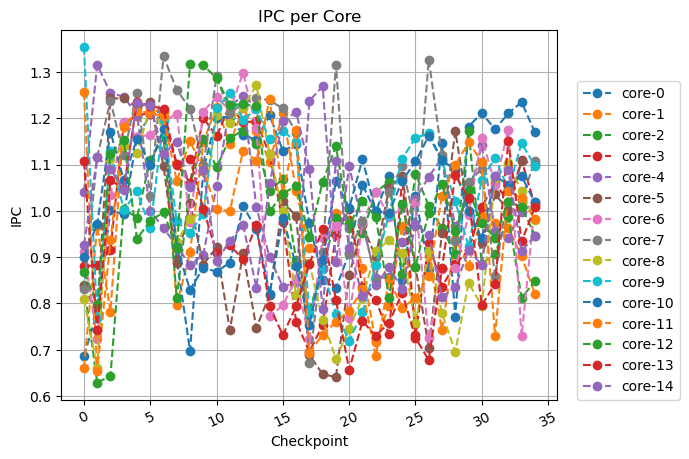 IPC per Core
IPC
1.3
1.2
1.1
1.0
0.9
0.8
0.7
0.6
0
5
10
15
20
25
30
35
Checkpoint
core-0
core-1
core-2
core-3
core-4
core-5
core-6
core-7
core-8
core-9
core-10
core-11
core-12
core-13
core-14